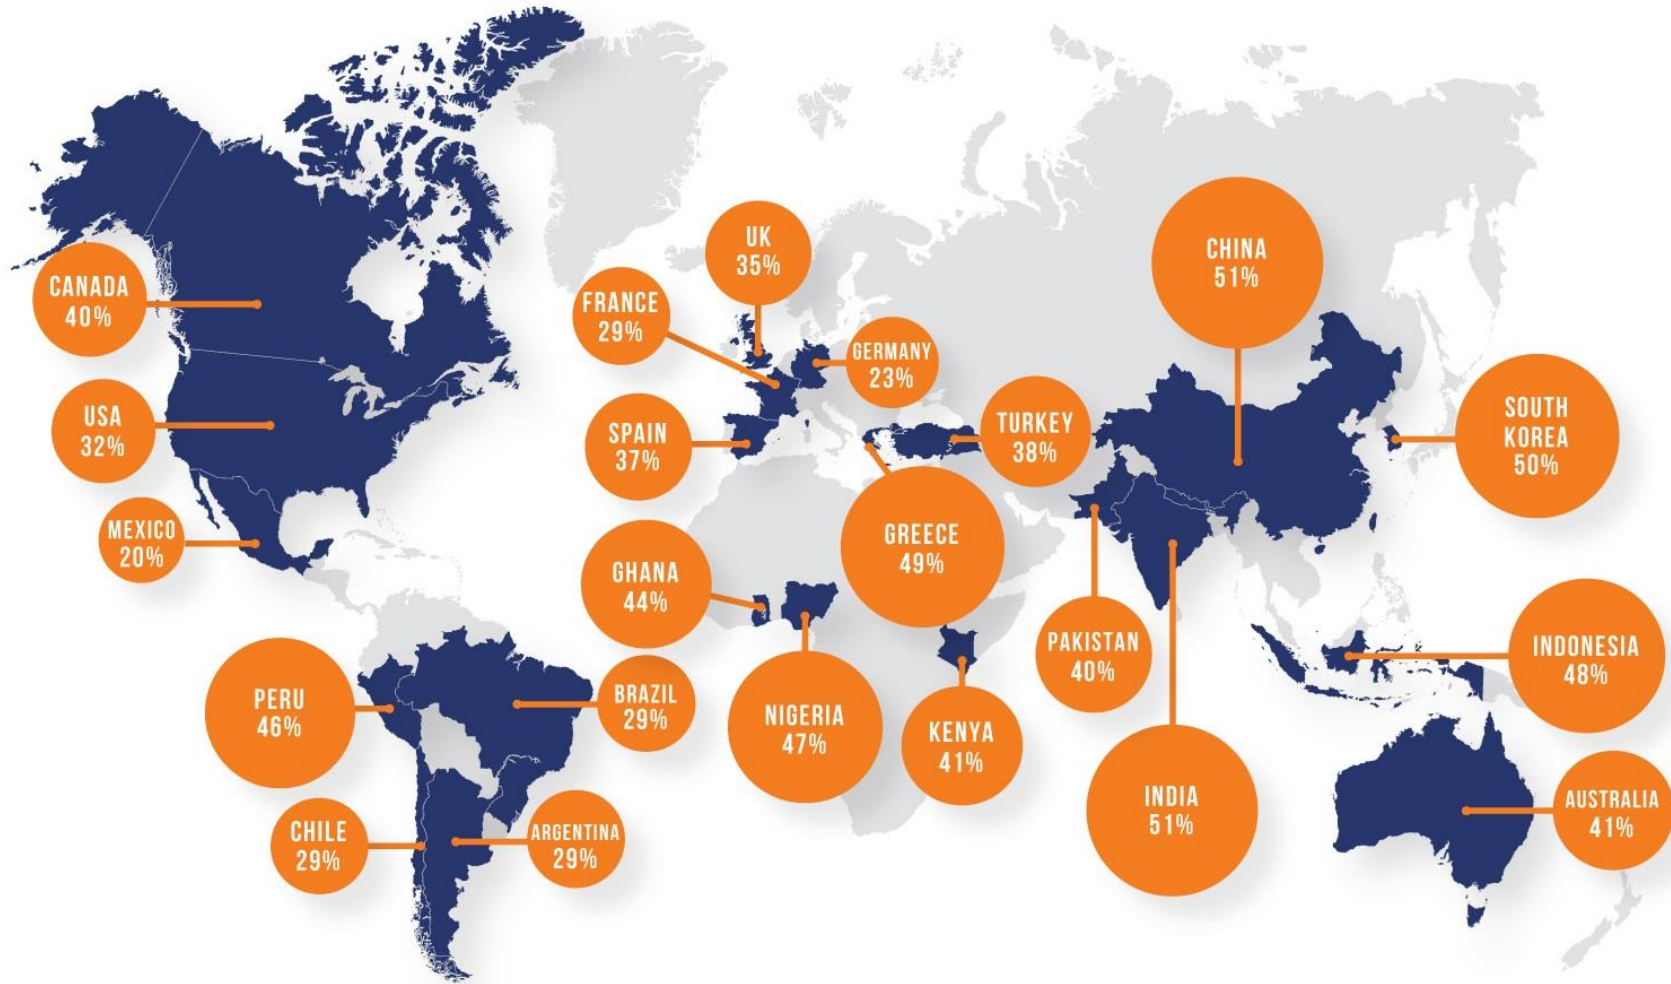 CANADA
40%
USA
32%
MEXICO
20%
PERU
46%
CHILE
29%
ARGENTINA
29%
BRAZIL
29%
UK
35%
FRANCE
29%
GERMANY
23%
SPAIN
37%
TURKEY
38%
GREECE
49%
GHANA
44%
NIGERIA
47%
KENYA
41%
CHINA
51%
SOUTH
KOREA
50%
PAKISTAN
40%
INDIA
51%
INDONESIA
48%
AUSTRALIA
41%